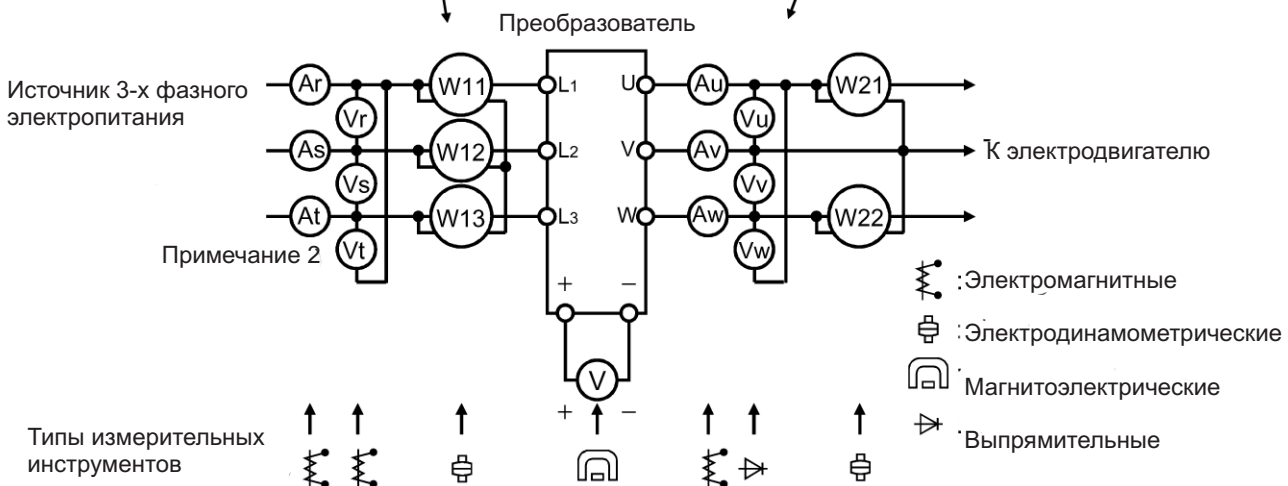 Преобразователь
Источник 3-х фазного
электропитания
Ar
W11
L1
U
Au
W21
Vr
Vu
As
W12
L2
V
Av
К электродвигателю
Vs
Vv
At
W13
L3
W
Aw
W22
Примечание 2
Vt
Vw
+ −
:Электромагнитные
:Электродинамометрические
V
Магнитоэлектрические
+ −
Выпрямительные
Типы измерительных
инструментов